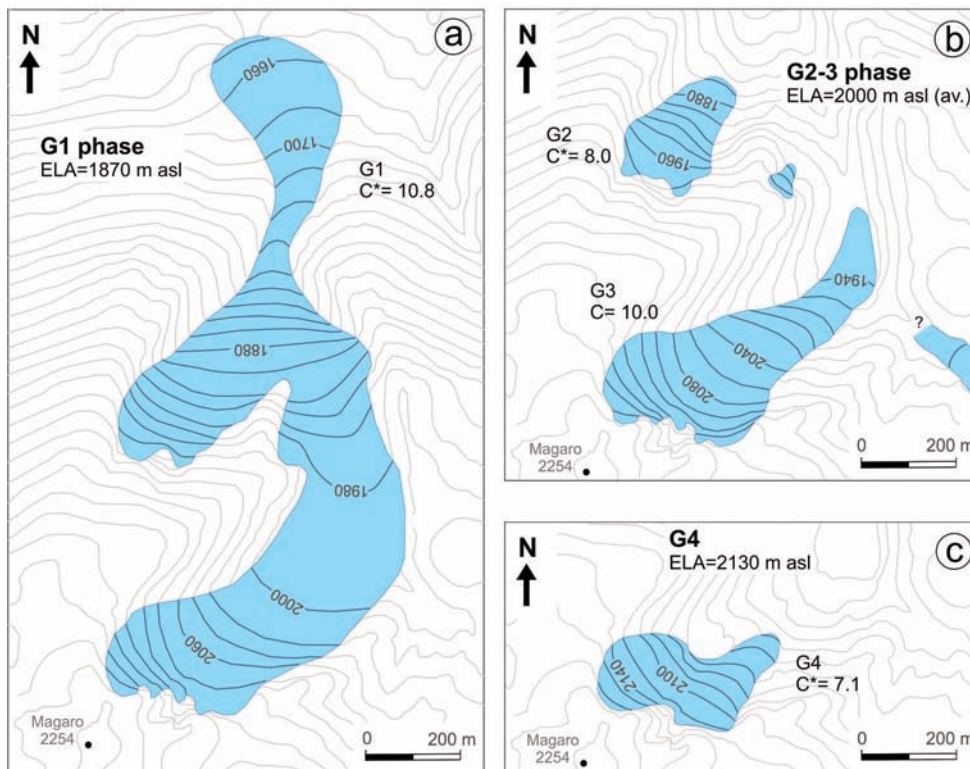 a
N
G1 phase
ELA=1870 m asl
1660
1700
G1
C*= 10.8
1880
1980
2000
2060
Magaro
2254
0 200 m
b
N
G2-3 phase
ELA=2000 m asl (av.)
1880
G2
C*= 8.0
1960
1940
G3
C= 10.0
?
2040
2080
Magaro
2254
0 200 m
c
N
G4
ELA=2130 m asl
2140
2100
G4
C*= 7.1
Magaro
2254
0 200 m